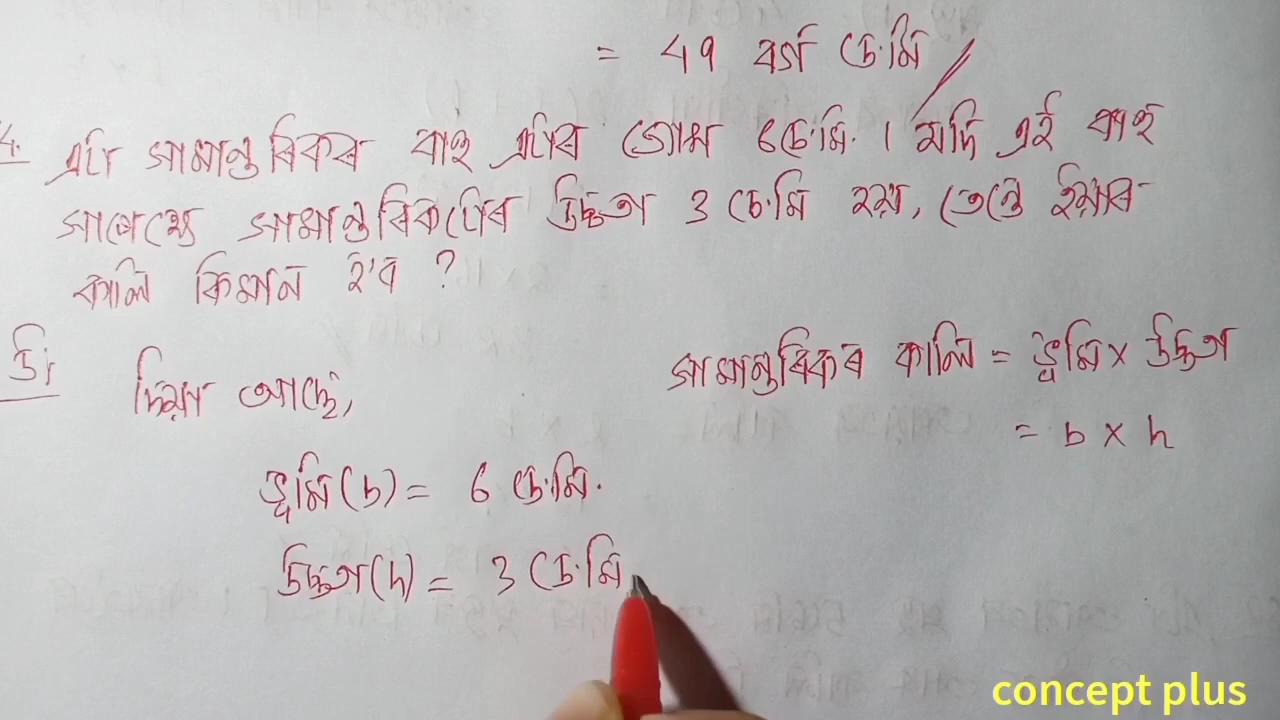 = 49 বৰ্গ চে.মি
4. এটা সামান্তৰিকৰ বাহু এটাৰ জোখ 6 চে.মি. । যদি এই বাহু
সাপেক্ষে সামান্তৰিকটোৰ উচ্চতা 3 চে.মি হয়, তেন্তে ইয়াৰ
কালি কিমান হ'ব ?
উঃ দিয়া আছে,
সামান্তৰিকৰ কালি = ভূমি × উচ্চতা
= b × h
ভূমি (b) = 6 চে.মি.
উচ্চতা (h) = 3 চে.মি
concept plus